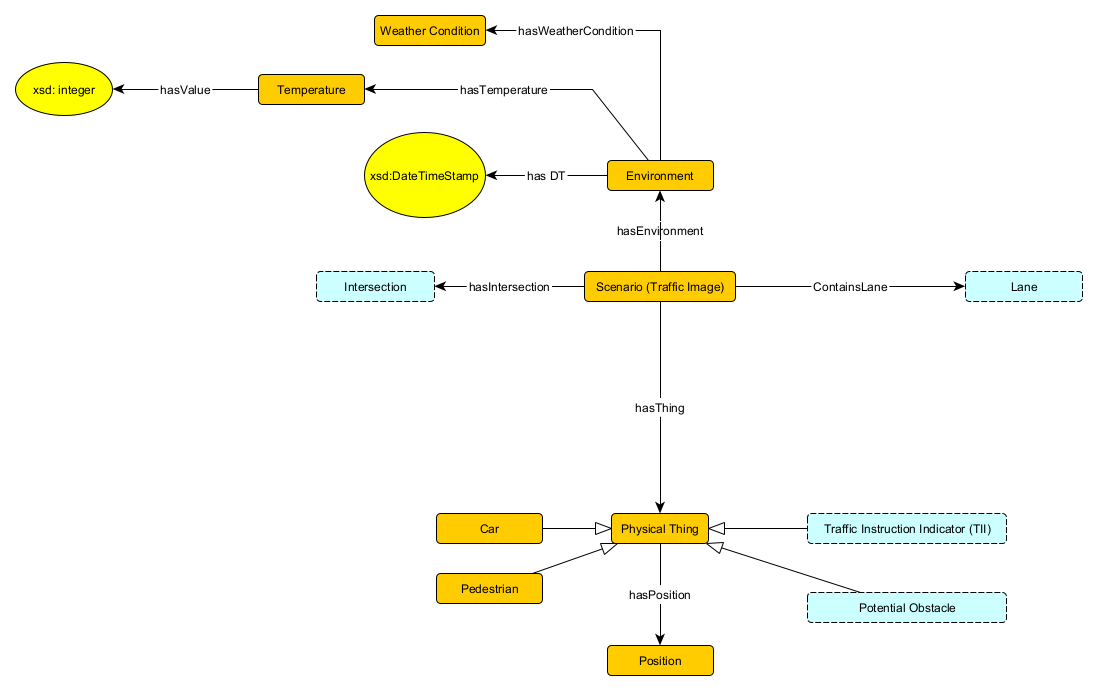 Weather Condition
hasWeatherCondition
xsd: integer
hasValue
Temperature
hasTemperature
xsd:DateTimeStamp
has DT
Environment
hasEnvironment
Intersection
hasIntersection
Scenario (Traffic Image)
ContainsLane
Lane
hasThing
Car
Physical Thing
Traffic Instruction Indicator (TII)
Pedestrian
hasPosition
Potential Obstacle
Position